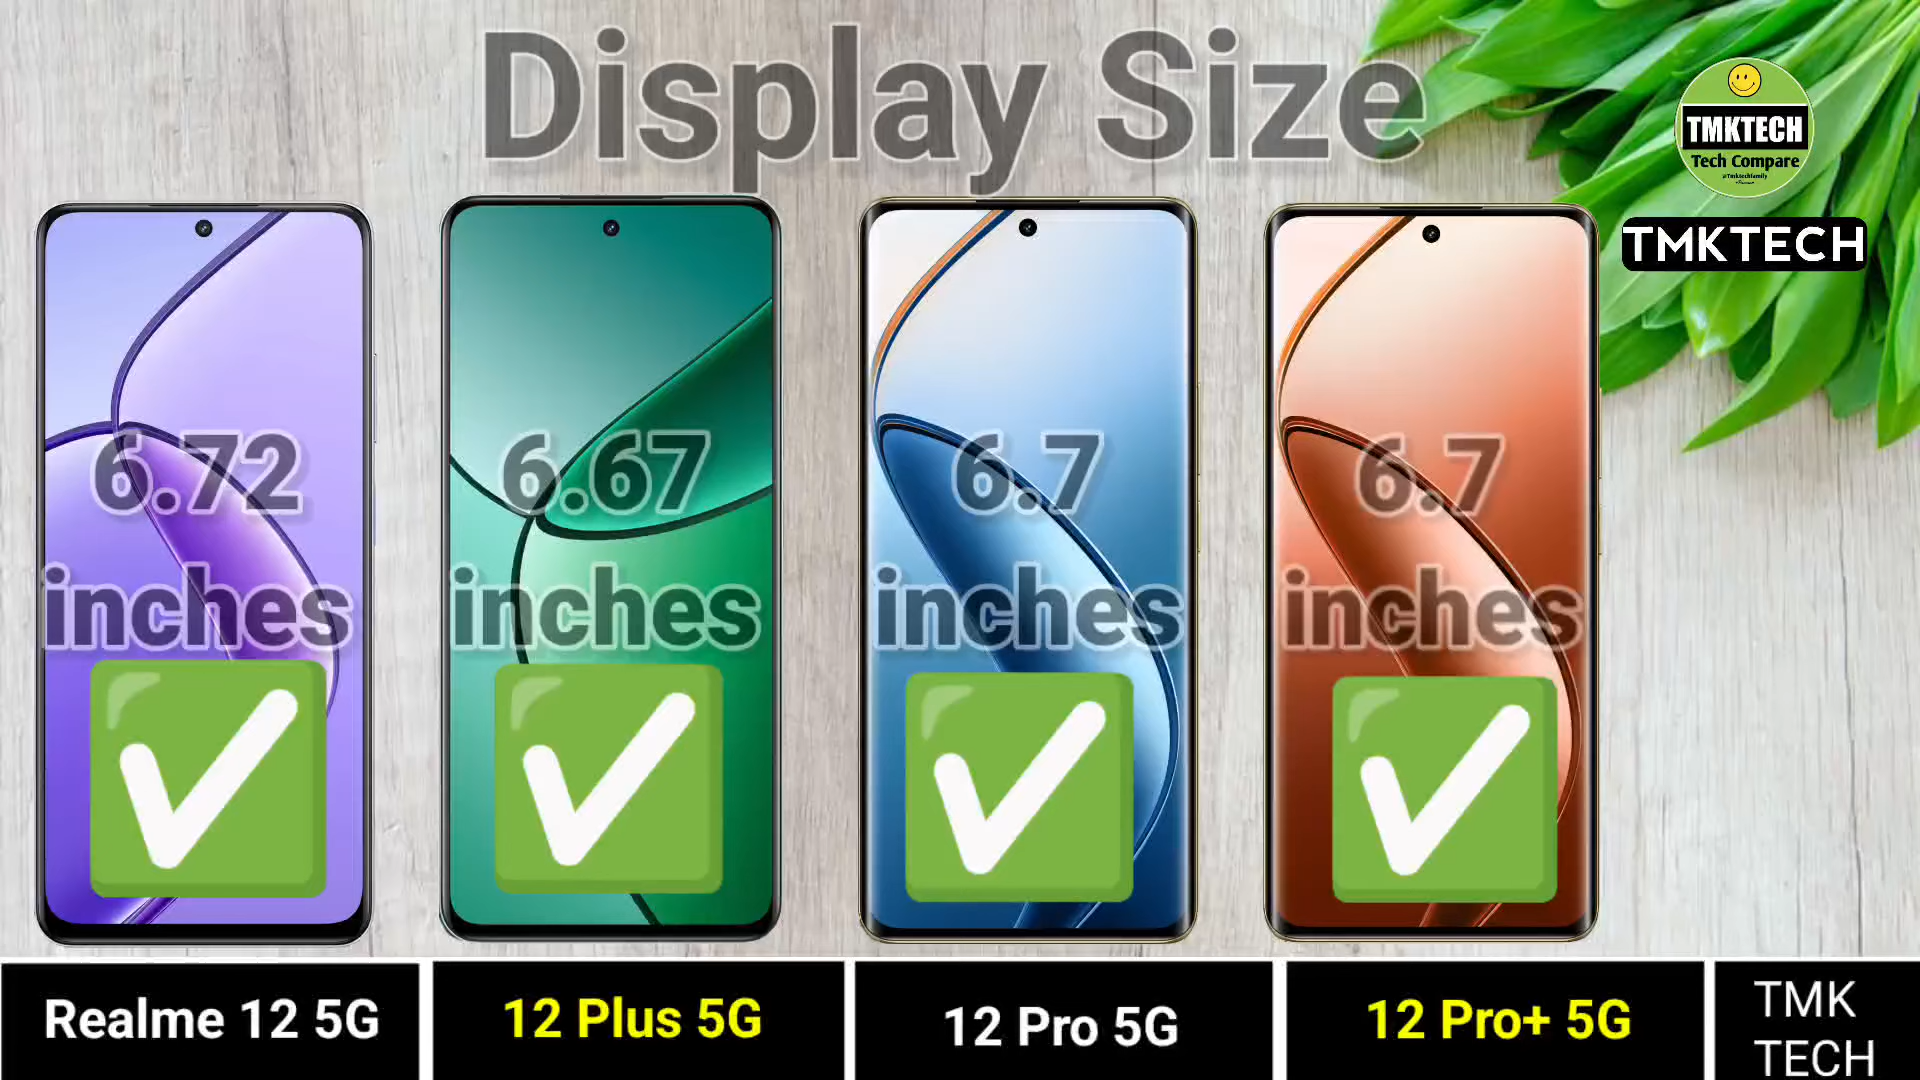 Display Size
TMKTECH
Tech Compare
@Tmktechfamily
TMKTECH
6.72
inches
6.67
inches
6.7
inches
6.7
inches
Realme 12 5G
12 Plus 5G
12 Pro 5G
12 Pro+ 5G
TMK
TECH